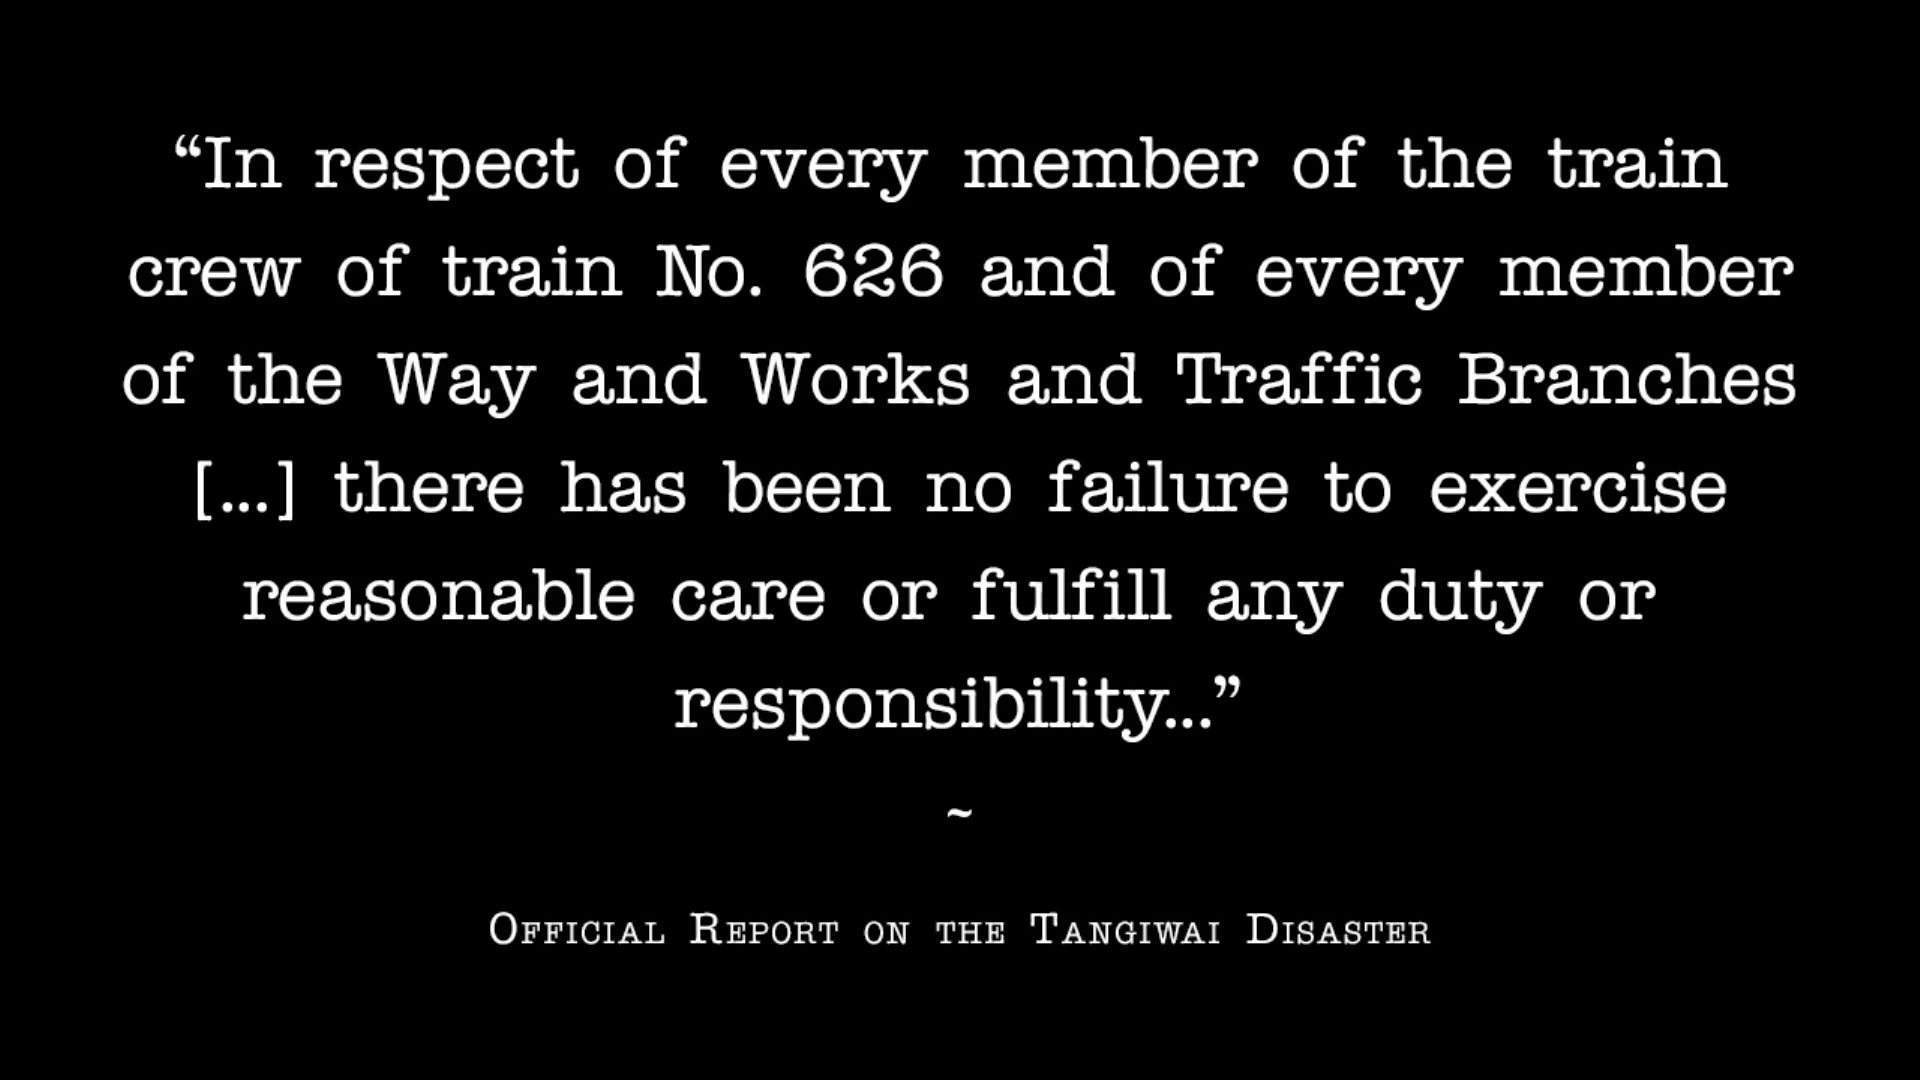 “In respect of every member of the train
crew of train No. 626 and of every member
of the Way and Works and Traffic Branches
[...] there has been no failure to exercise
reasonable care or fulfill any duty or
responsibility...”
~
Official Report on the Tangiwai Disaster